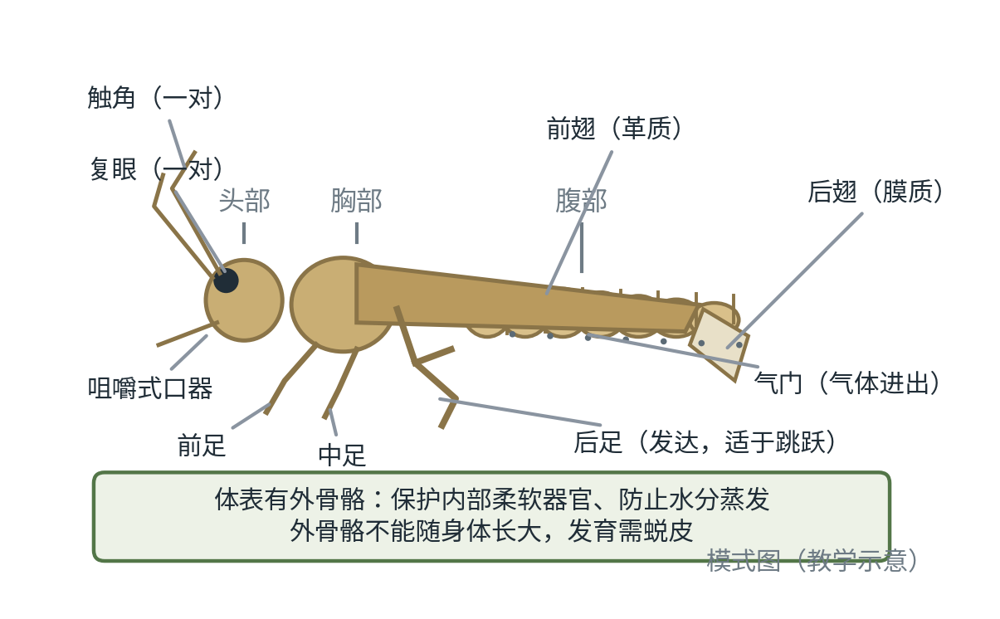 触角（一对）
前翅（革质）
复眼（一对）
后翅（膜质）
头部
胸部
腹部
咀嚼式口器
气门（气体进出）
前足
中足
后足（发达，适于跳跃）
体表有外骨骼：保护内部柔软器官、防止水分蒸发
外骨骼不能随身体长大，发育需蜕皮
模式图（教学示意）